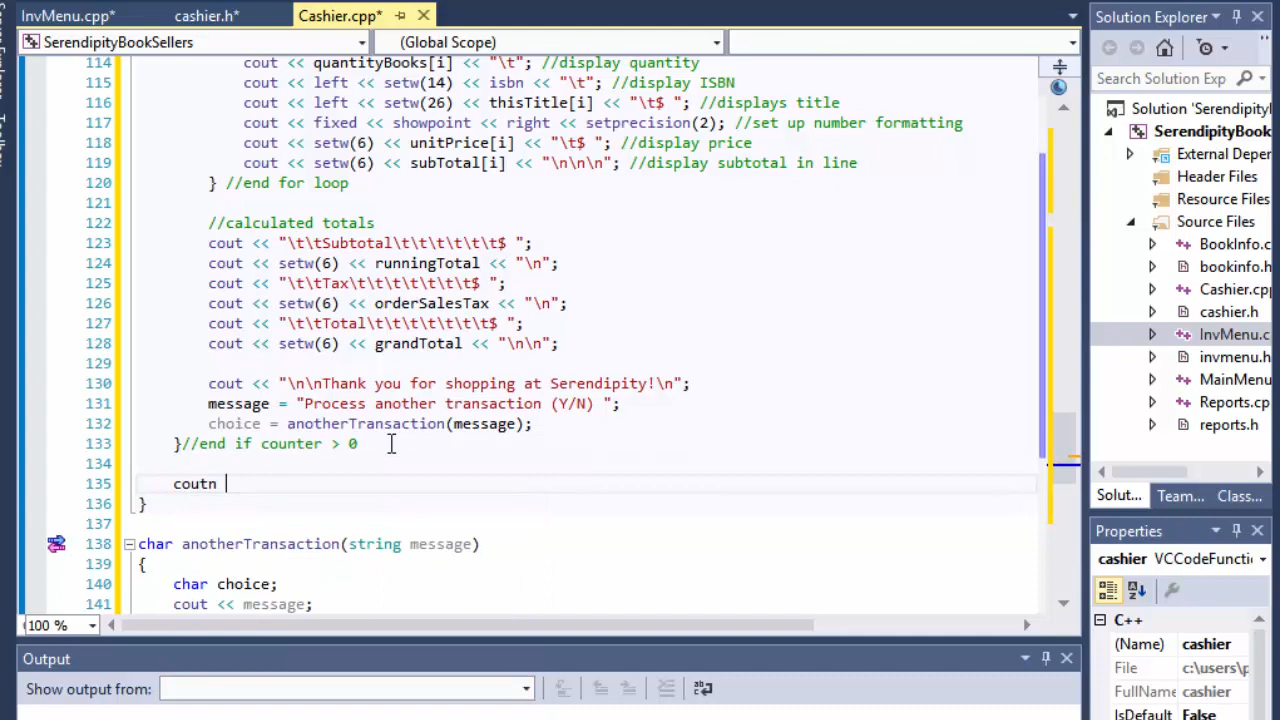 InvMenu.cpp* cashier.h* Cashier.cpp*
Solution Explorer
SerendipityBookSellers (Global Scope)
Search Solution Exp
114 cout << quantityBooks[i] << "\t"; //display quantity
115 cout << left << setw(14) << isbn << "\t"; //display ISBN
116 cout << left << setw(26) << thisTitle[i] << "\t$ "; //displays title
117 cout << fixed << showpoint << right << setprecision(2); //set up number formatting
118 cout << setw(6) << unitPrice[i] << "\t$ "; //display price
119 cout << setw(6) << subTotal[i] << "\n\n\n"; //display subtotal in line
120 } //end for loop
121
122 //calculated totals
123 cout << "\t\tSubtotal\t\t\t\t\t\t$ ";
124 cout << setw(6) << runningTotal << "\n";
125 cout << "\t\tTax\t\t\t\t\t\t\t$ ";
126 cout << setw(6) << orderSalesTax << "\n";
127 cout << "\t\tTotal\t\t\t\t\t\t\t$ ";
128 cout << setw(6) << grandTotal << "\n\n";
129
130 cout << "\n\nThank you for shopping at Serendipity!\n";
131 message = "Process another transaction (Y/N) ";
132 choice = anotherTransaction(message);
133 }//end if counter > 0
134
135 coutn
136 }
137
138 char anotherTransaction(string message)
139 {
140 char choice;
141 cout << message;
100 %
Solution 'Serendipity
SerendipityBook
External Deper
Header Files
Resource Files
Source Files
BookInfo.c
bookinfo.h
Cashier.cpp
cashier.h
InvMenu.c
invmenu.h
MainMenu
Reports.cp
reports.h
Solut... Team... Class...
Properties
cashier VCCodeFuncti
C++
(Name) cashier
File c:\users\p
FullName cashier
IsDefault False
Output
Show output from: